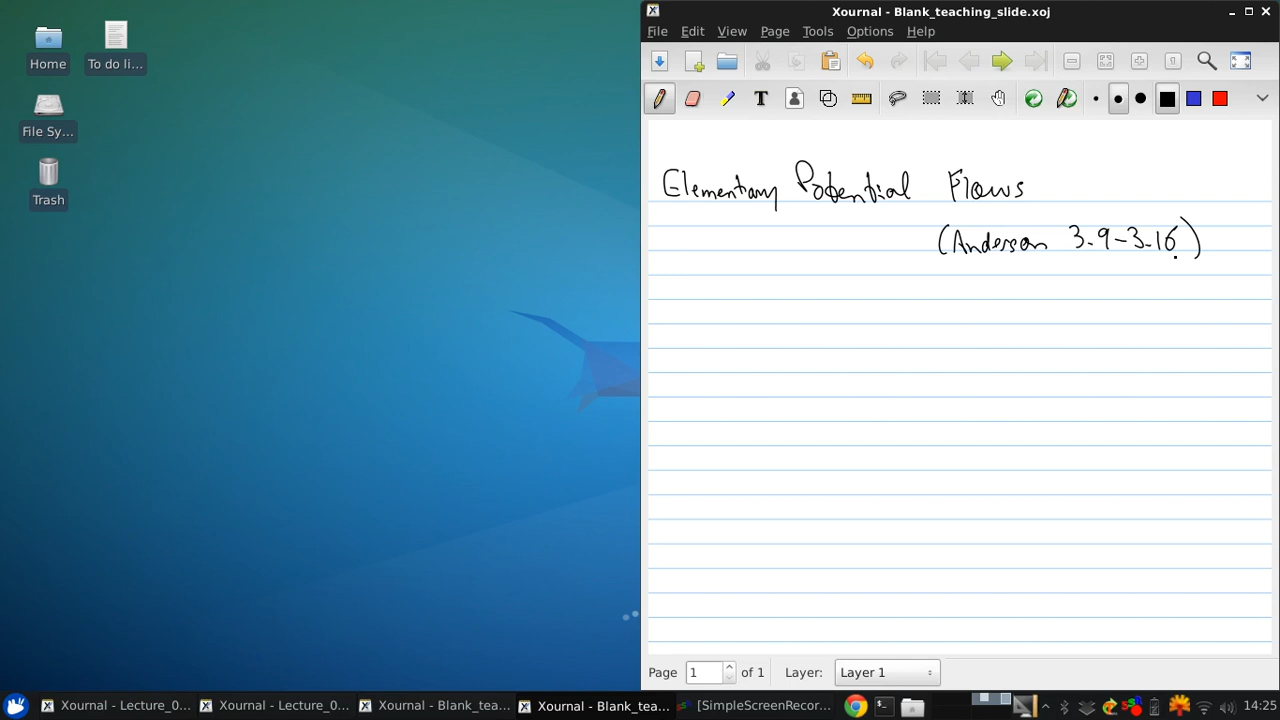 Xournal - Blank_teaching_slide.xoj
File Edit View Page Tools Options Help
Home
To do li...
File Sy...
Trash
Elementary Potential Flows
(Anderson 3.9-3.16)
Page 1 of 1 Layer: Layer 1
Xournal - Lecture_0... Xournal - Lecture_0... Xournal - Blank_tea... Xournal - Blank_tea... [SimpleScreenRecor... 14:25